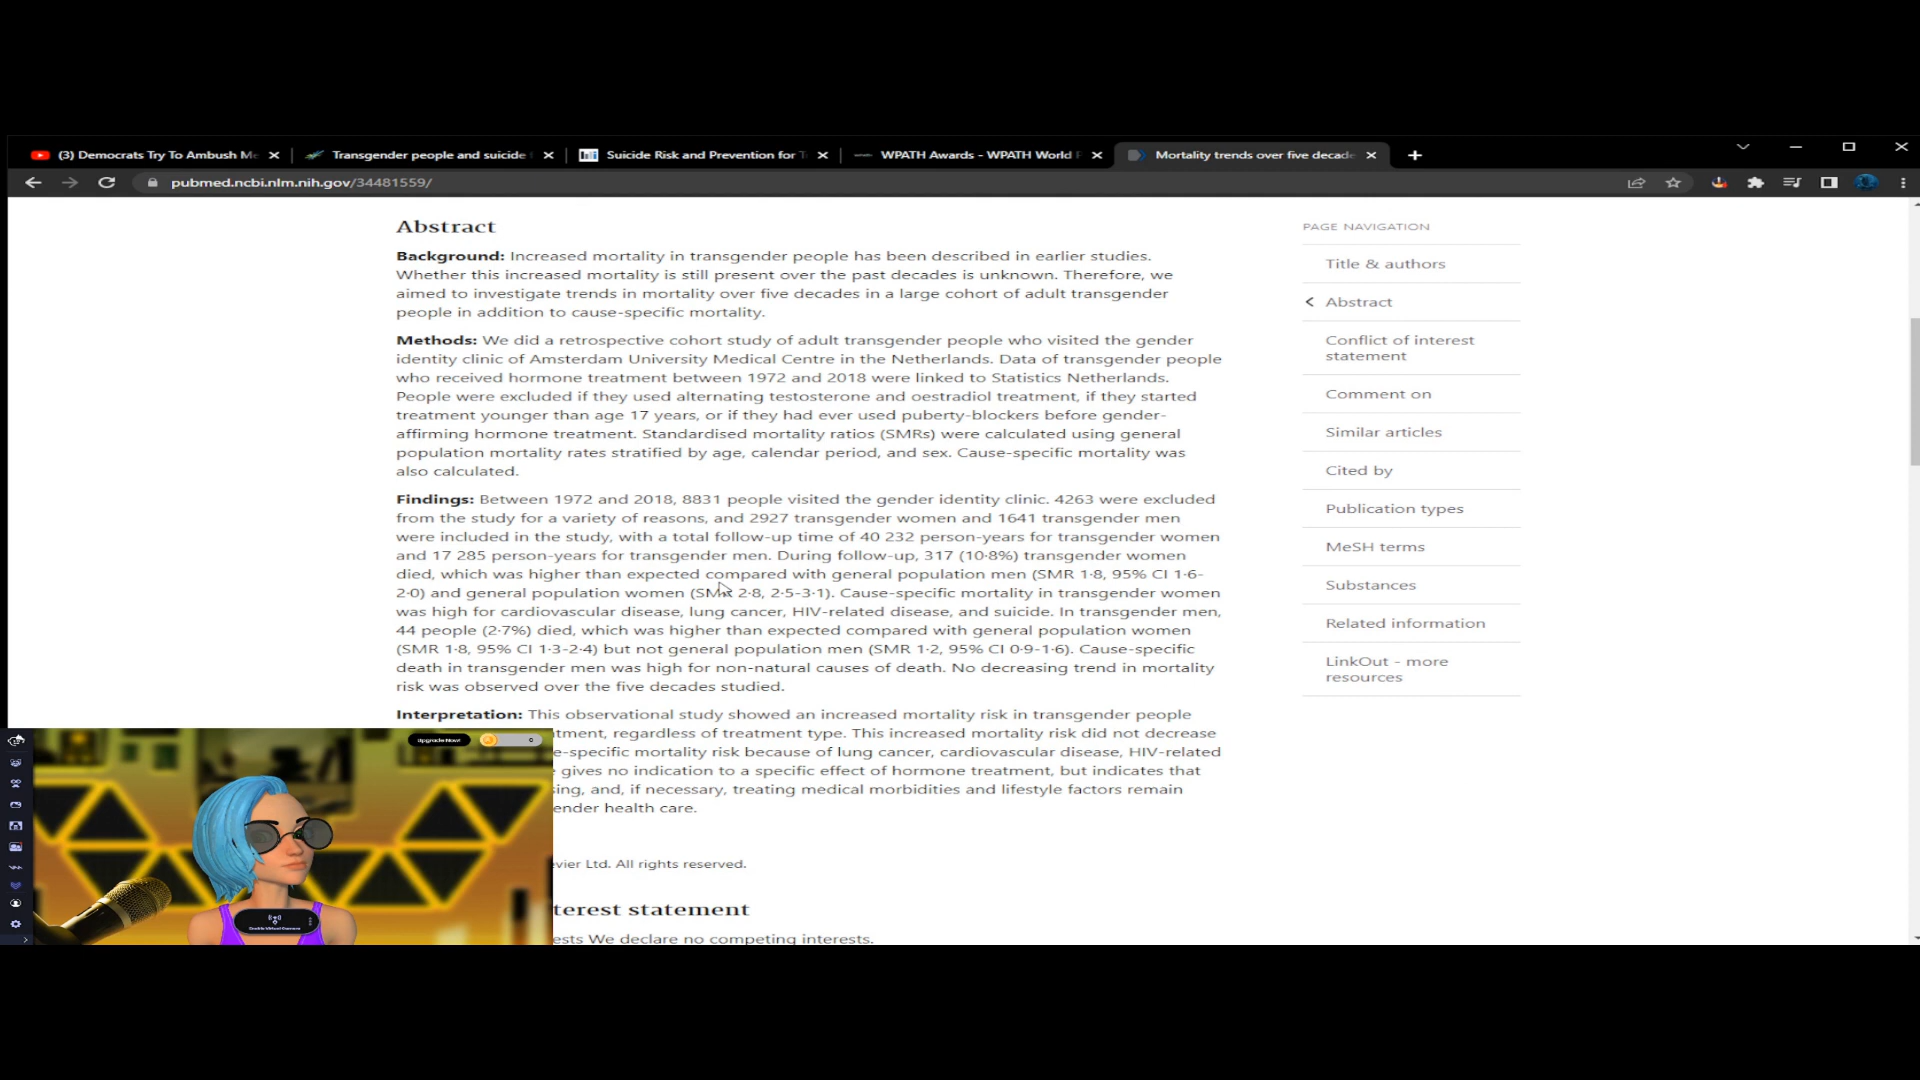 (3) Democrats Try To Ambush Me
Transgender people and suicide
Suicide Risk and Prevention for T
WPATH Awards - WPATH World P
Mortality trends over five decade
pubmed.ncbi.nlm.nih.gov/34481559/
Abstract
Background: Increased mortality in transgender people has been described in earlier studies.
Whether this increased mortality is still present over the past decades is unknown. Therefore, we
aimed to investigate trends in mortality over five decades in a large cohort of adult transgender
people in addition to cause-specific mortality.
Methods: We did a retrospective cohort study of adult transgender people who visited the gender
identity clinic of Amsterdam University Medical Centre in the Netherlands. Data of transgender people
who received hormone treatment between 1972 and 2018 were linked to Statistics Netherlands.
People were excluded if they used alternating testosterone and oestradiol treatment, if they started
treatment younger than age 17 years, or if they had ever used puberty-blockers before gender-
affirming hormone treatment. Standardised mortality ratios (SMRs) were calculated using general
population mortality rates stratified by age, calendar period, and sex. Cause-specific mortality was
also calculated.
Findings: Between 1972 and 2018, 8831 people visited the gender identity clinic. 4263 were excluded
from the study for a variety of reasons, and 2927 transgender women and 1641 transgender men
were included in the study, with a total follow-up time of 40 232 person-years for transgender women
and 17 285 person-years for transgender men. During follow-up, 317 (10·8%) transgender women
died, which was higher than expected compared with general population men (SMR 1·8, 95% CI 1·6-
2·0) and general population women (SMR 2·8, 2·5-3·1). Cause-specific mortality in transgender women
was high for cardiovascular disease, lung cancer, HIV-related disease, and suicide. In transgender men,
44 people (2·7%) died, which was higher than expected compared with general population women
(SMR 1·8, 95% CI 1·3-2·4) but not general population men (SMR 1·2, 95% CI 0·9-1·6). Cause-specific
death in transgender men was high for non-natural causes of death. No decreasing trend in mortality
risk was observed over the five decades studied.
Interpretation: This observational study showed an increased mortality risk in transgender people
tment, regardless of treatment type. This increased mortality risk did not decrease
e-specific mortality risk because of lung cancer, cardiovascular disease, HIV-related
gives no indication to a specific effect of hormone treatment, but indicates that
sing, and, if necessary, treating medical morbidities and lifestyle factors remain
ender health care.
vier Ltd. All rights reserved.
terest statement
ests We declare no competing interests.
PAGE NAVIGATION
Title & authors
Abstract
Conflict of interest
statement
Comment on
Similar articles
Cited by
Publication types
MeSH terms
Substances
Related information
LinkOut - more
resources
Upgrade Now!
0
Enable Virtual Camera